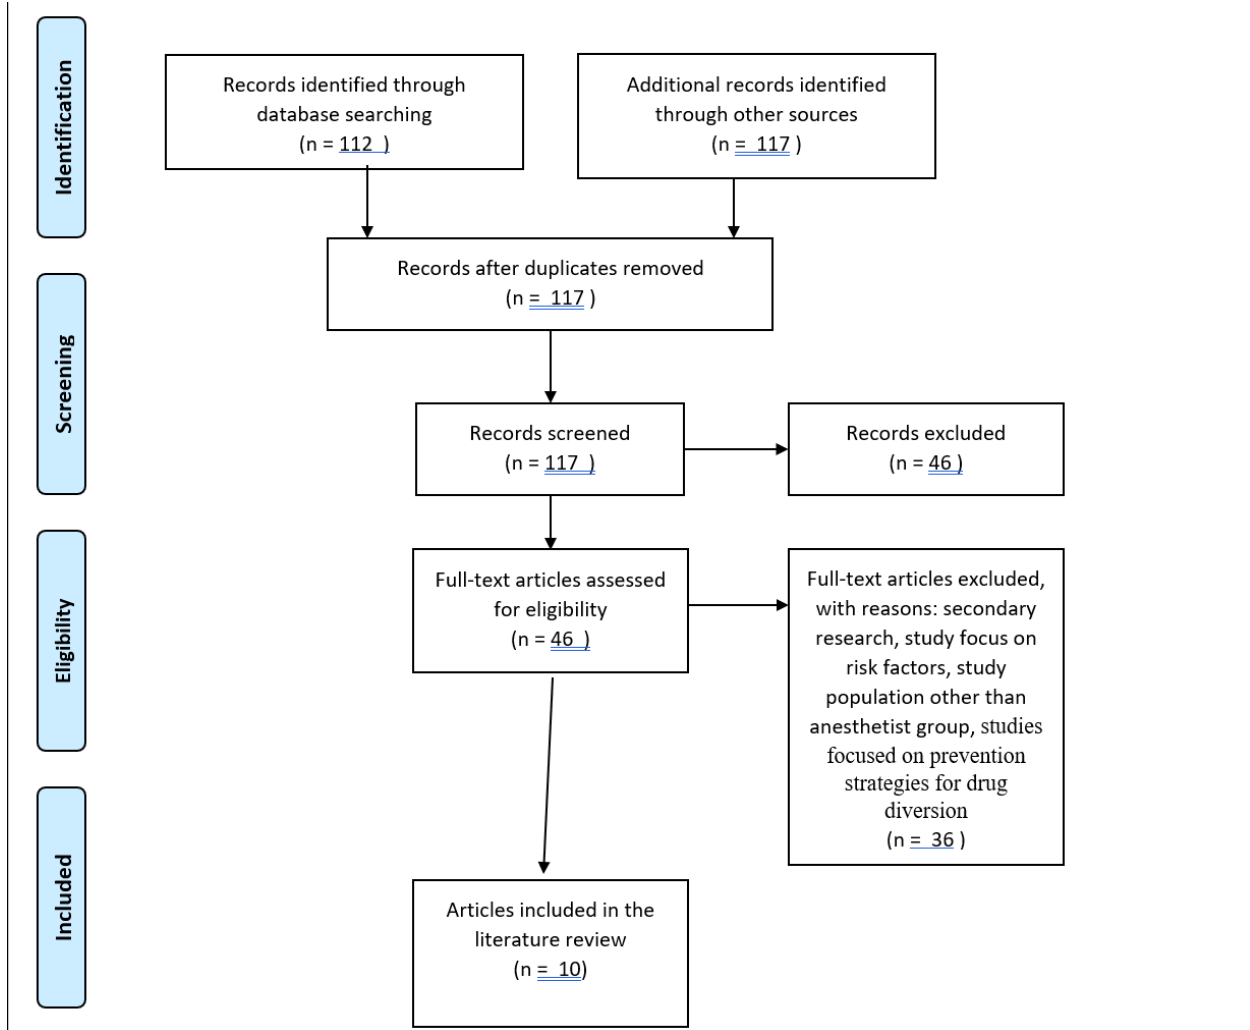 Identification
Records identified through
database searching
(n = 112  )
Additional records identified
through other sources
(n =  117 )
Records after duplicates removed
(n =  117 )
Screening
Records screened
(n = 117  )
Records excluded
(n = 46 )
Eligibility
Full-text articles assessed
for eligibility
(n = 46  )
Full-text articles excluded,
with reasons: secondary
research, study focus on
risk factors, study
population other than
anesthetist group, studies
focused on prevention
strategies for drug
diversion
(n =  36 )
Included
Articles included in the
literature review
(n =  10)